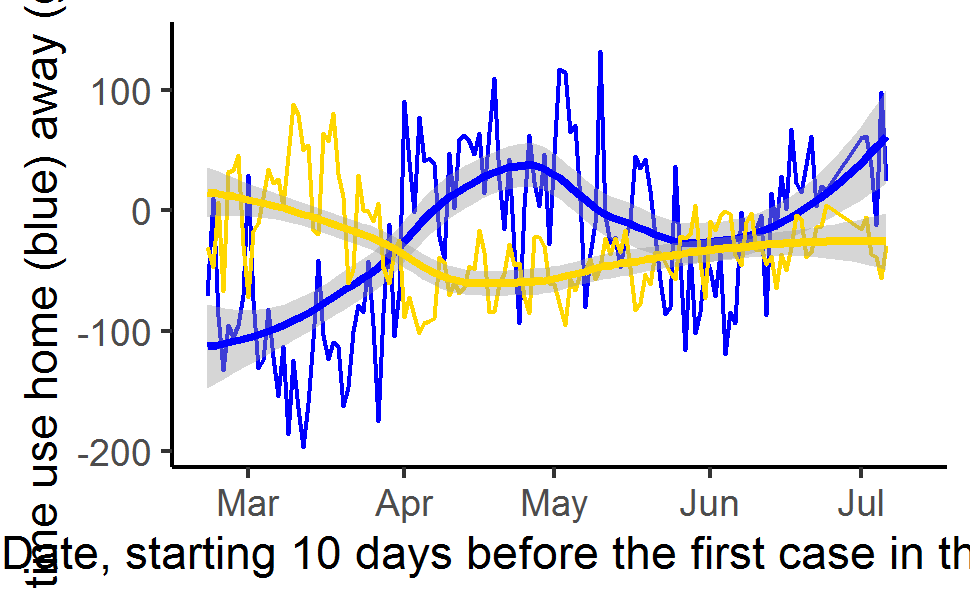 time use home (blue) away (
100
0
-100
-200
Mar Apr May Jun Jul
Date, starting 10 days before the first case in th